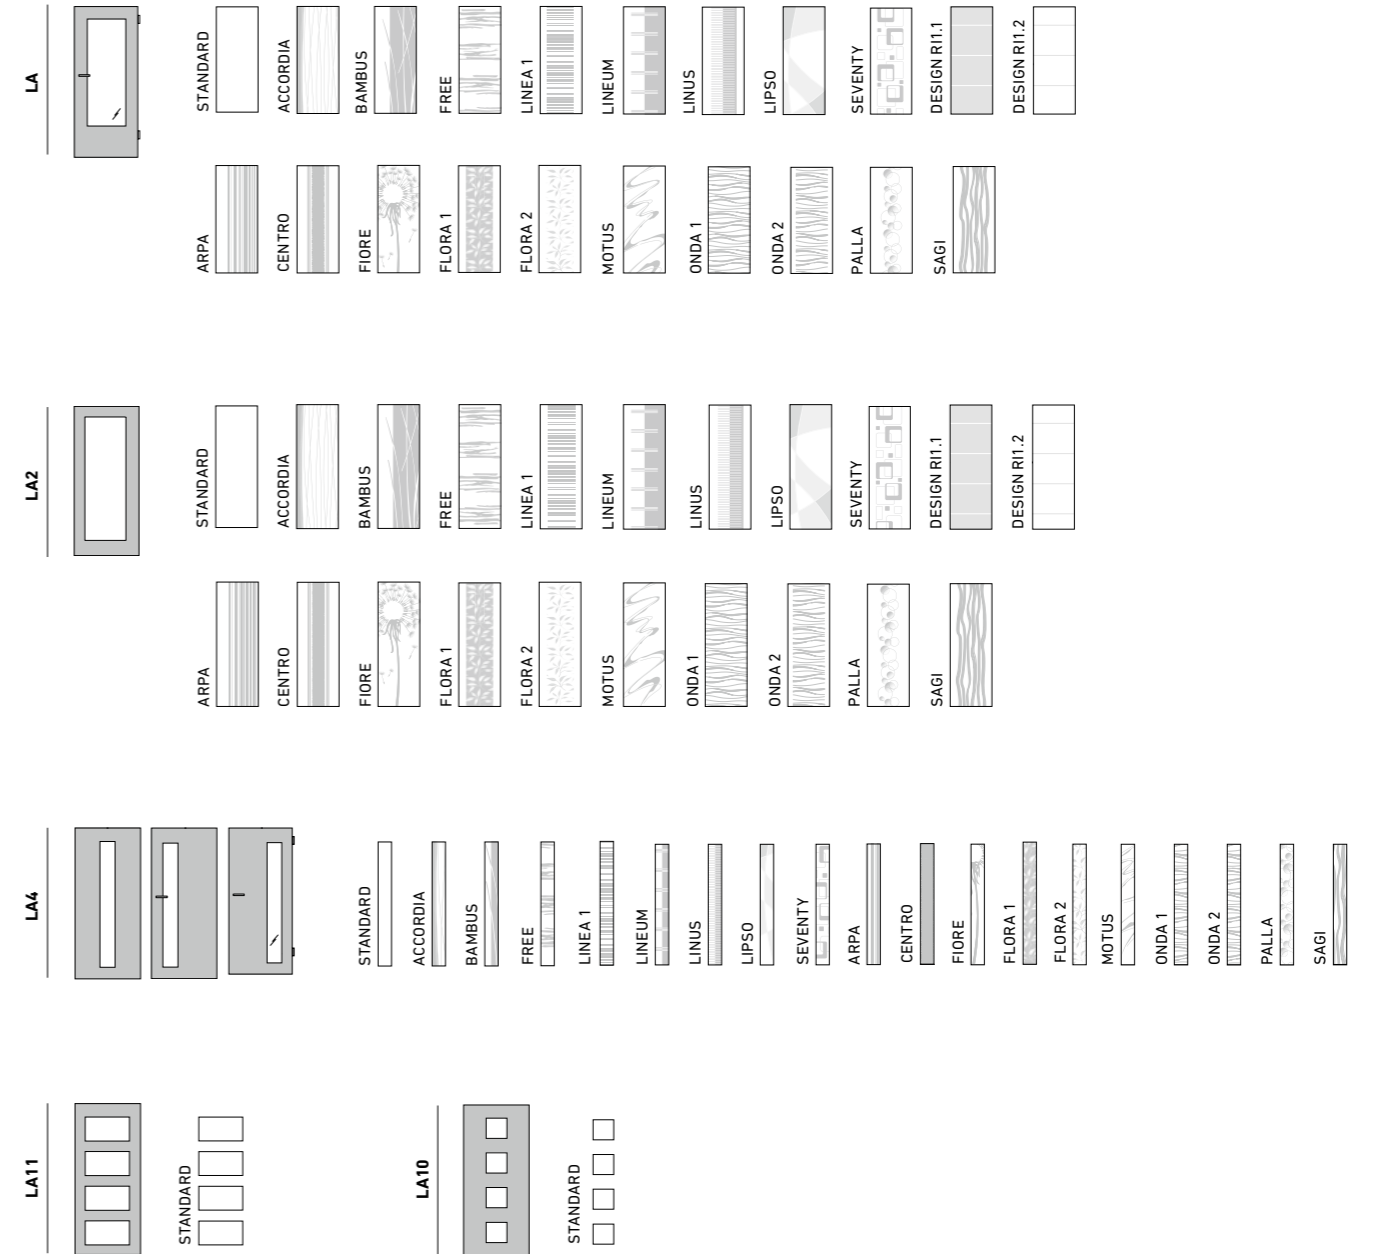 LA
STANDARD
ACCORDIA
BAMBUS
FREE
LINEA 1
LINEUM
LINUS
LIPSO
SEVENTY
DESIGN RI1.1
DESIGN RI1.2
ARPA
CENTRO
FIORE
FLORA 1
FLORA 2
MOTUS
ONDA 1
ONDA 2
PALLA
SAGI
LA2
STANDARD
ACCORDIA
BAMBUS
FREE
LINEA 1
LINEUM
LINUS
LIPSO
SEVENTY
DESIGN RI1.1
DESIGN RI1.2
ARPA
CENTRO
FIORE
FLORA 1
FLORA 2
MOTUS
ONDA 1
ONDA 2
PALLA
SAGI
LA4
STANDARD
ACCORDIA
BAMBUS
FREE
LINEA 1
LINEUM
LINUS
LIPSO
SEVENTY
ARPA
CENTRO
FIORE
FLORA 1
FLORA 2
MOTUS
ONDA 1
ONDA 2
PALLA
SAGI
LA11
STANDARD
LA10
STANDARD